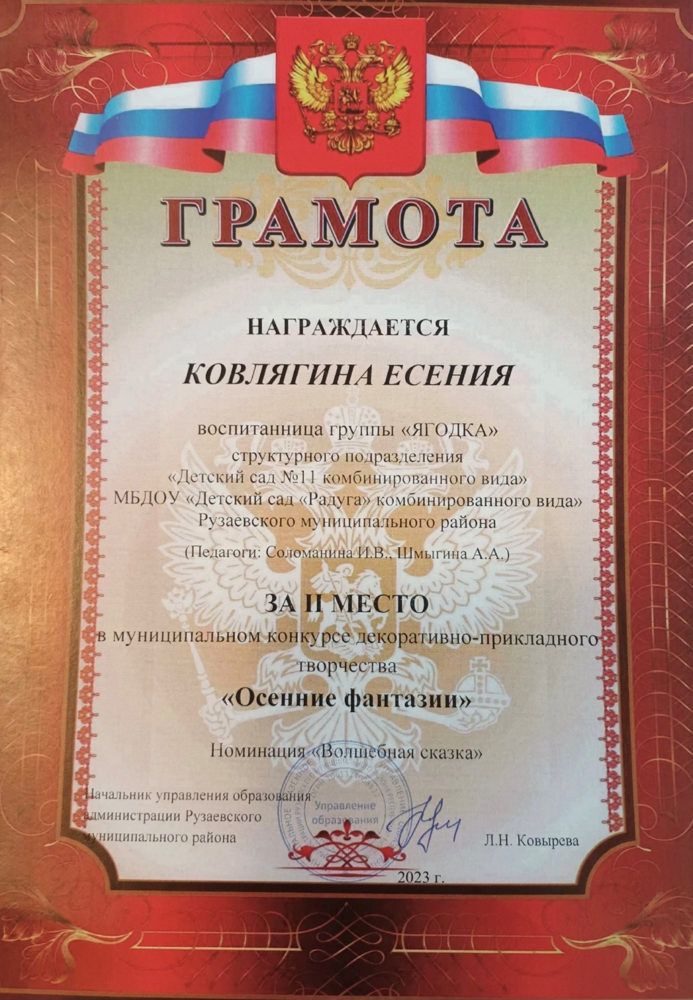 ГРАМОТА
НАГРАЖДАЕТСЯ
КОВЛЯГИНА ЕСЕНИЯ
воспитанница группы «ЯГОДКА»
структурного подразделения
«Детский сад №11 комбинированного вида»
МБДОУ «Детский сад «Радуга» комбинированного вида»
Рузаевского муниципального района
(Педагоги: Соломанина И.В., Шмыгина А.А.)
ЗА II МЕСТО
в муниципальном конкурсе декоративно-прикладного
творчества
«Осенние фантазии»
Номинация «Волшебная сказка»
Начальник управления образования
администрации Рузаевского
муниципального района
Управление
образования
Л.Н. Ковырева
2023 г.